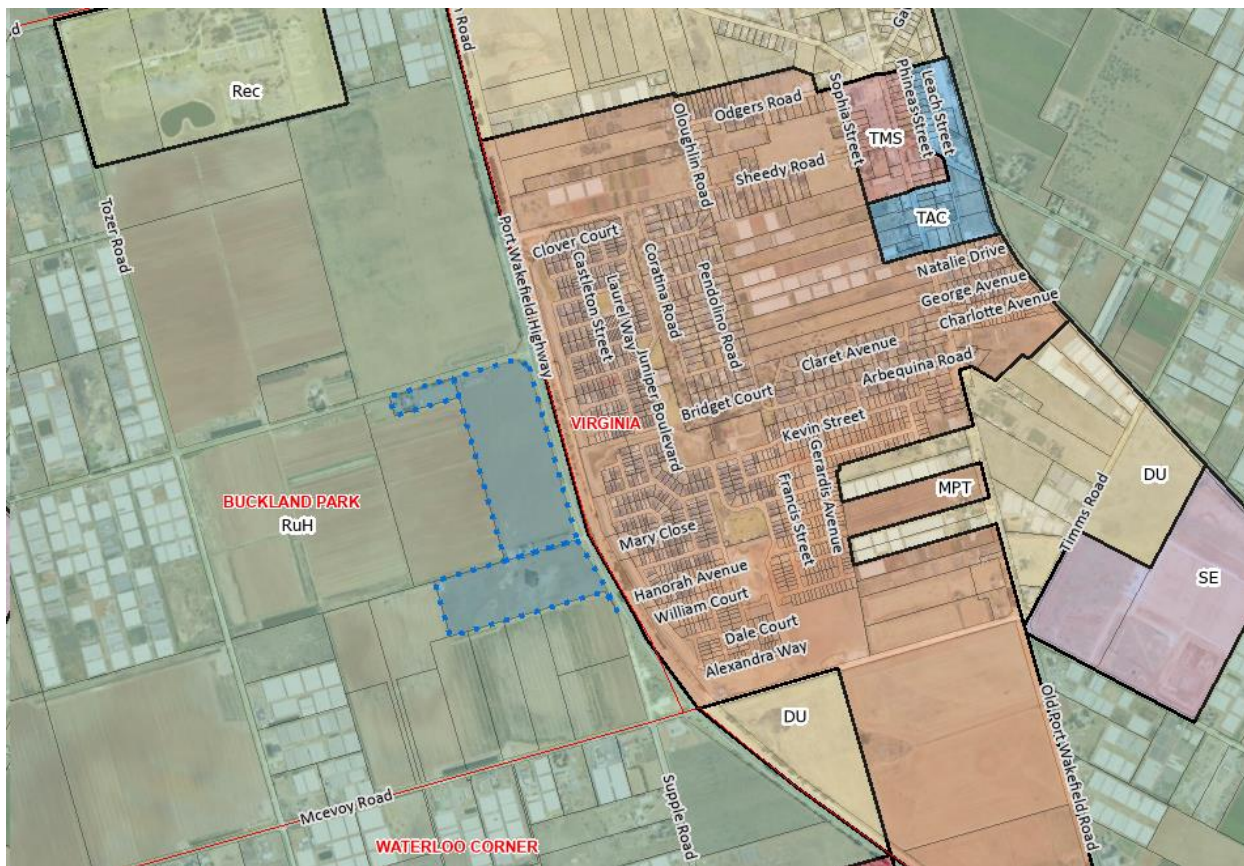 d
n Road
Ga
Rec
Odgers Road
Oloughlin Road
Sophia Street
Phineas Street
Leach Street
TMS
Sheedy Road
TAC
Tozer Road
Port Wakefield Highway
Clover Court
Castleton Street
Laurel Way
Coratina Road
Pendolino Road
Natalie Drive
George Avenue
Charlotte Avenue
Juniper Boulevard
Claret Avenue
Arbequina Road
Bridget Court
VIRGINIA
Kevin Street
Gerardis Avenue
Francis Street
MPT
DU
Timms Road
BUCKLAND PARK
RuH
Mary Close
Hanorah Avenue
William Court
Dale Court
Alexandra Way
SE
DU
Old Port Wakefield Road
Mcevoy Road
Supple Road
WATERLOO CORNER